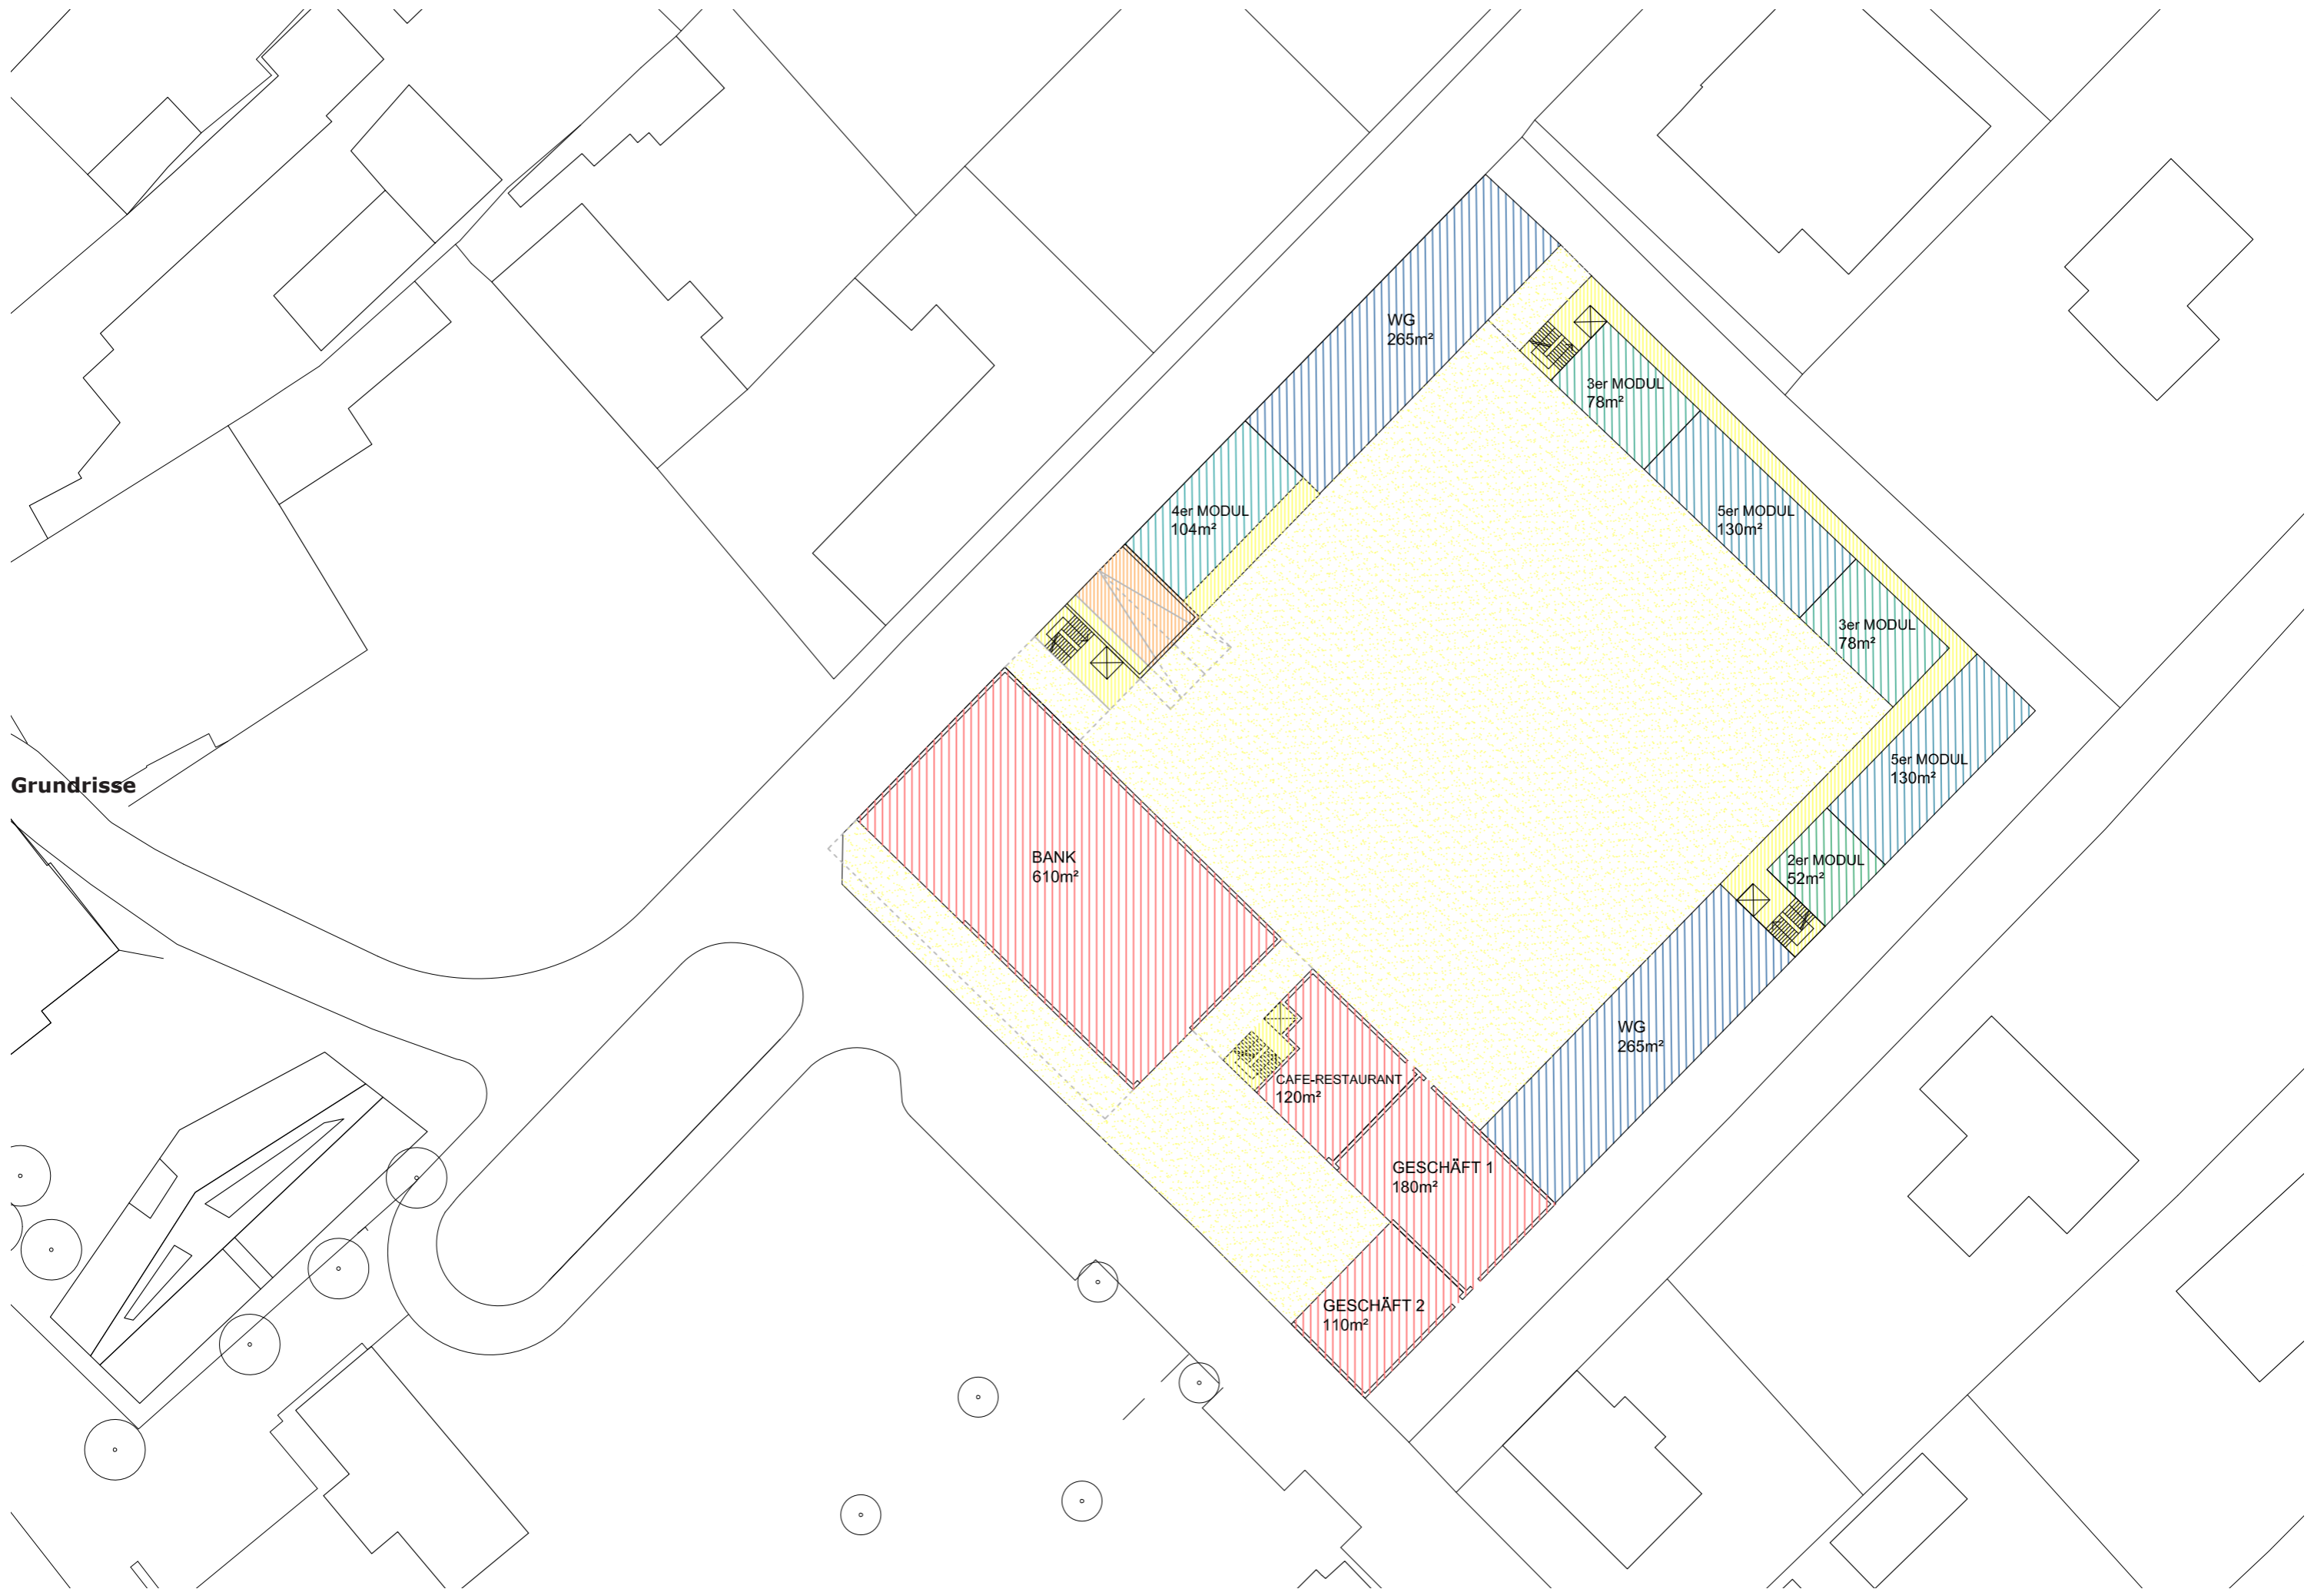 WG
265m²
3er MODUL
78m²
4er MODUL
104m²
5er MODUL
130m²
3er MODUL
78m²
5er MODUL
130m²
Grundrisse
BANK
610m²
2er MODUL
52m²
WG
265m²
CAFE-RESTAURANT
120m²
GESCHÄFT 1
180m²
GESCHÄFT 2
110m²